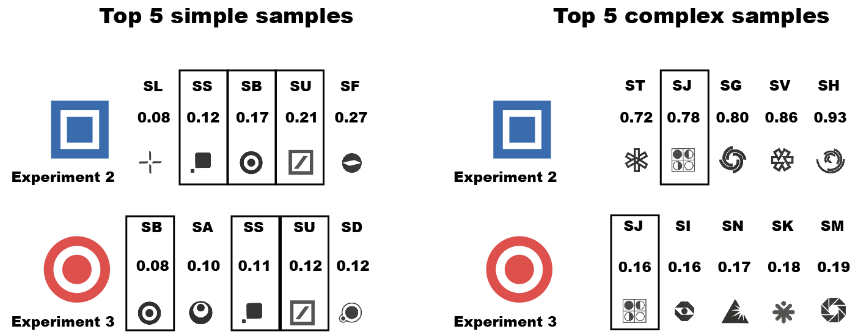 Top 5 simple samples
Top 5 complex samples
SL SS SB SU SF
0.08 0.12 0.17 0.21 0.27
Experiment 2
ST SJ SG SV SH
0.72 0.78 0.80 0.86 0.93
Experiment 2
SB SA SS SU SD
0.08 0.10 0.11 0.12 0.12
Experiment 3
SJ SI SN SK SM
0.16 0.16 0.17 0.18 0.19
Experiment 3